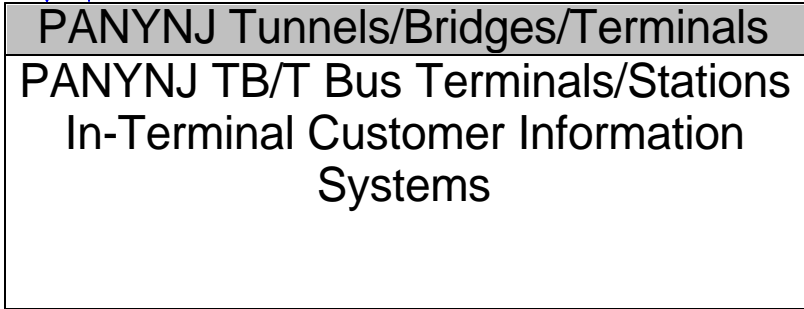 PANYNJ Tunnels/Bridges/Terminals
PANYNJ TB/T Bus Terminals/Stations
In-Terminal Customer Information
Systems